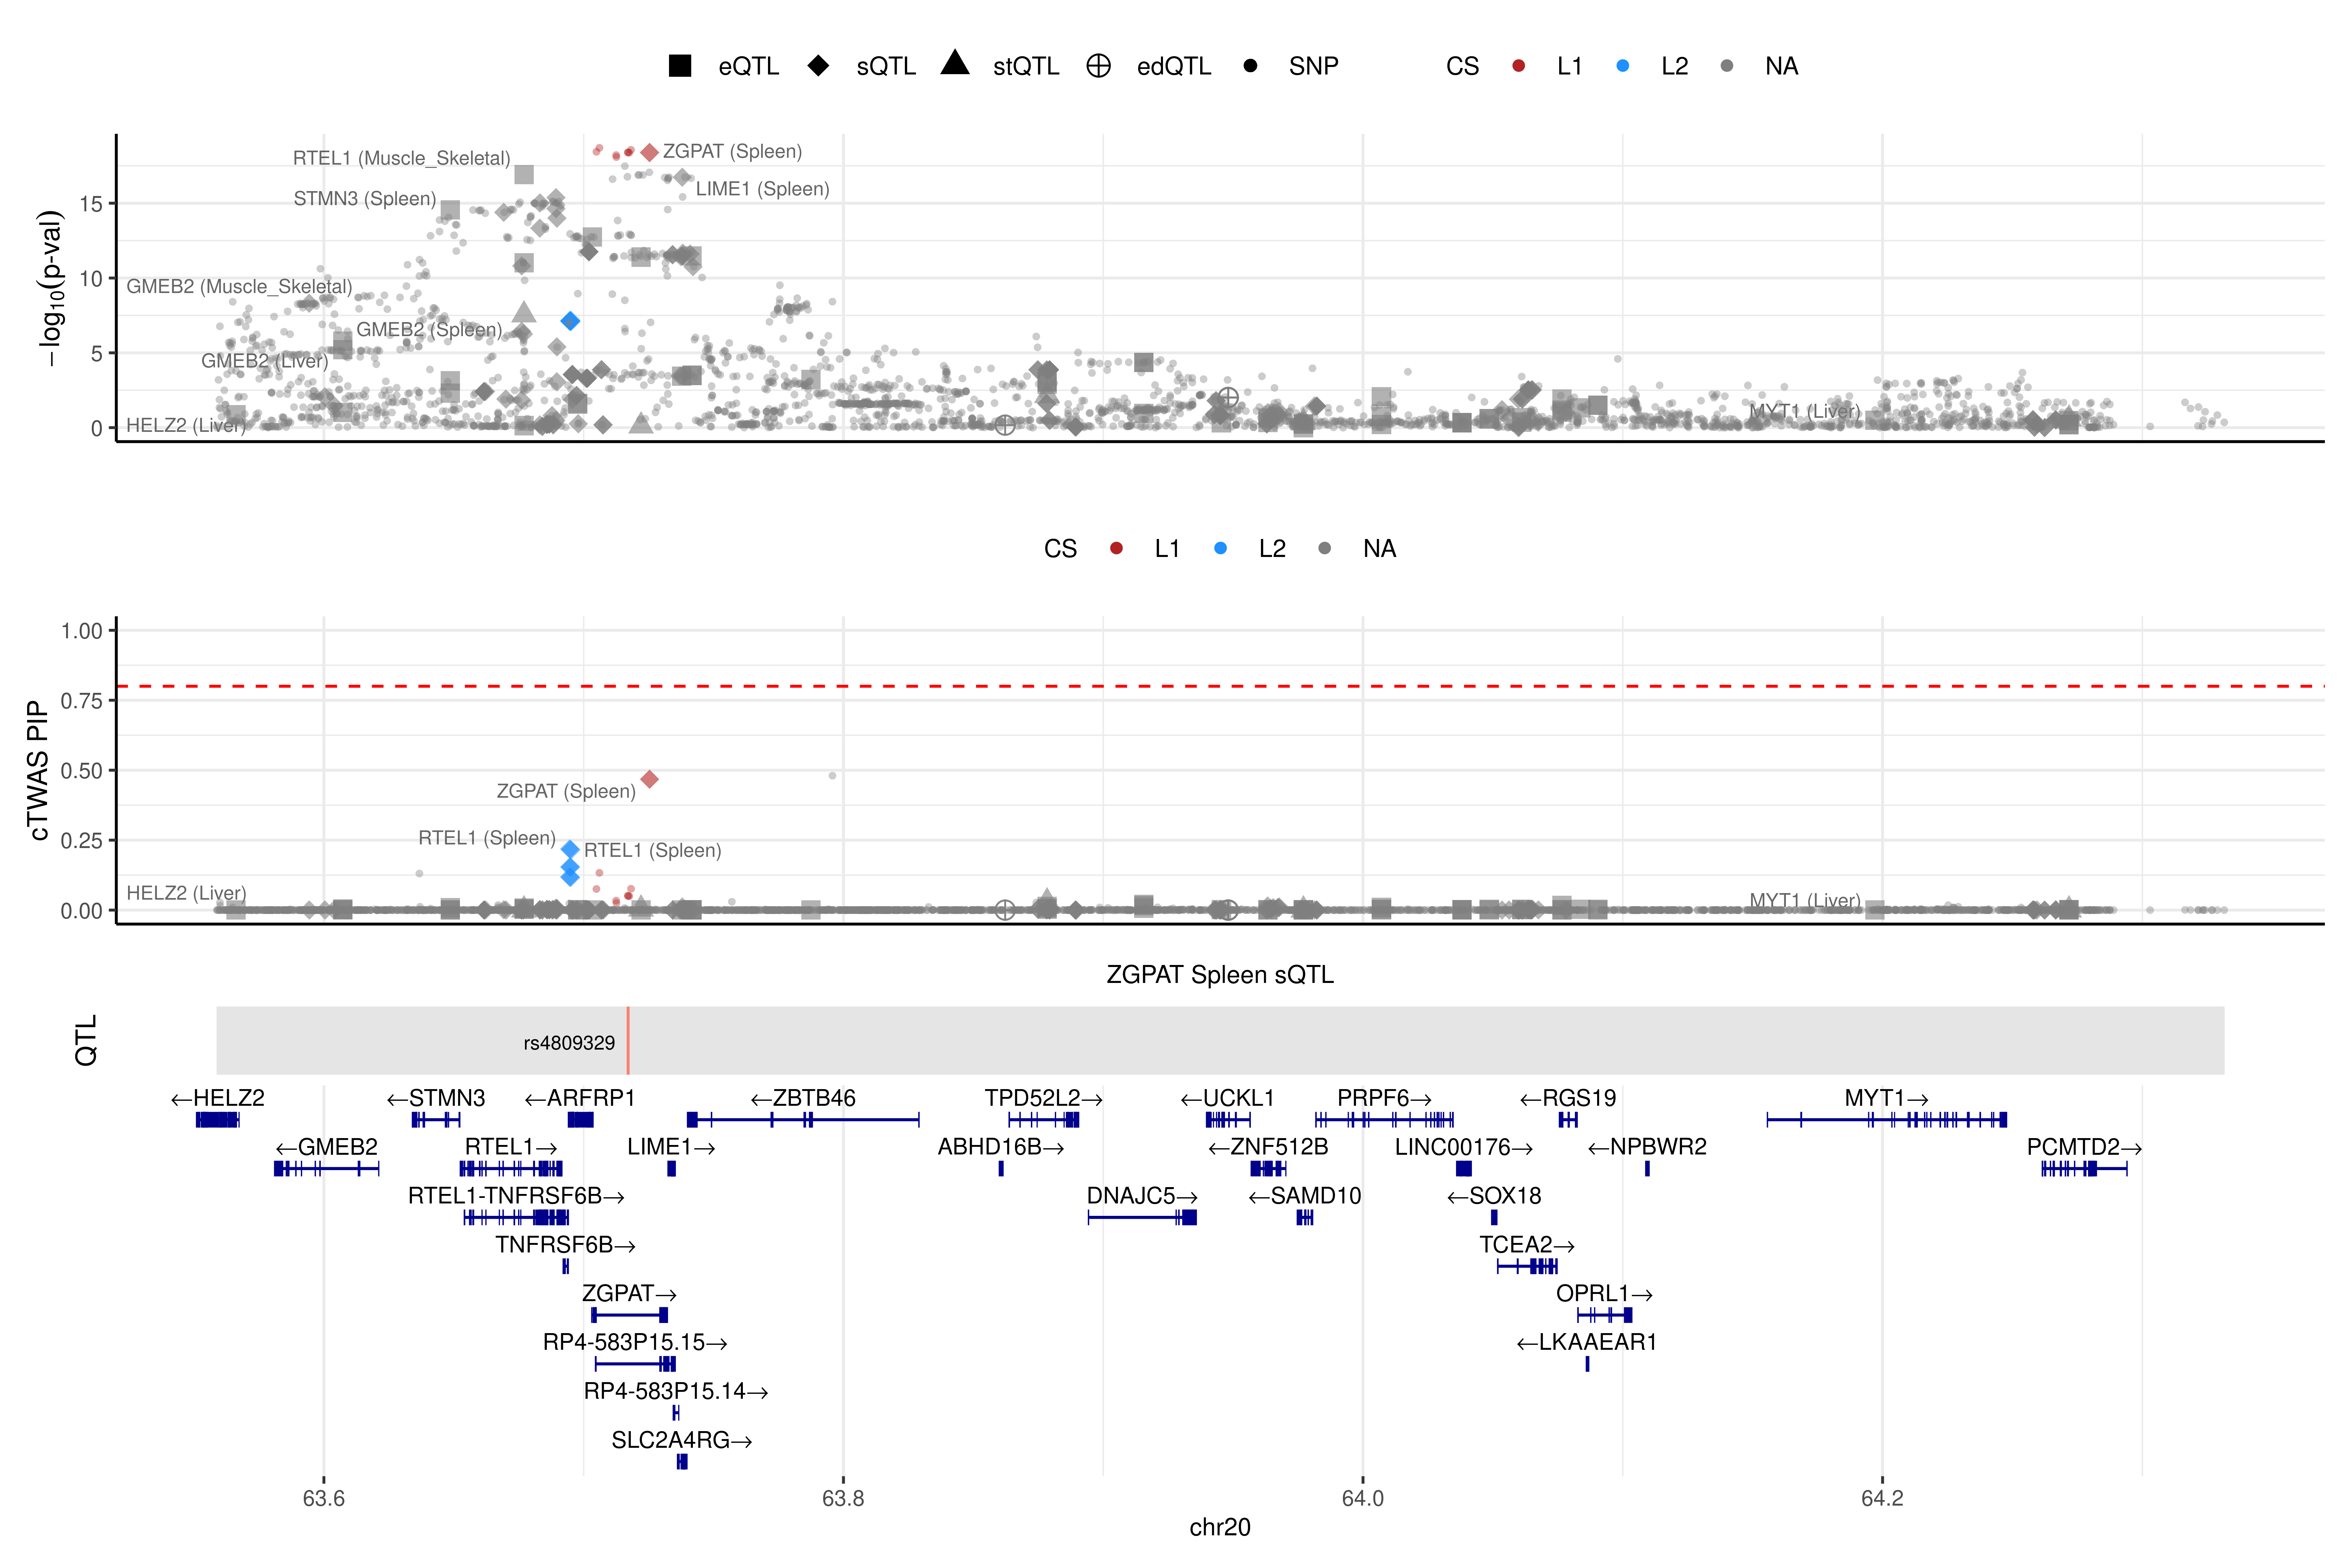 eQTL sQTL stQTL edQTL SNP CS L1 L2 NA
RTEL1 (Muscle_Skeletal)
ZGPAT (Spleen)
STMN3 (Spleen)
LIME1 (Spleen)
GMEB2 (Muscle_Skeletal)
GMEB2 (Spleen)
GMEB2 (Liver)
HELZ2 (Liver)
MYT1 (Liver)
15
10
5
0
−log10(p-val)
CS L1 L2 NA
1.00
0.75
0.50
0.25
0.00
cTWAS PIP
ZGPAT (Spleen)
RTEL1 (Spleen)
RTEL1 (Spleen)
HELZ2 (Liver)
MYT1 (Liver)
ZGPAT Spleen sQTL
QTL
rs4809329
←HELZ2 ←STMN3 ←ARFRP1 ←ZBTB46 TPD52L2→ ←UCKL1 PRPF6→ ←RGS19 MYT1→
←GMEB2 RTEL1→ LIME1→ ABHD16B→ ←ZNF512B LINC00176→ ←NPBWR2 PCMTD2→
RTEL1-TNFRSF6B→ DNAJC5→ ←SAMD10 ←SOX18
TNFRSF6B→ TCEA2→
ZGPAT→ OPRL1→
RP4-583P15.15→ ←LKAAEAR1
RP4-583P15.14→
SLC2A4RG→
63.6 63.8 64.0 64.2
chr20